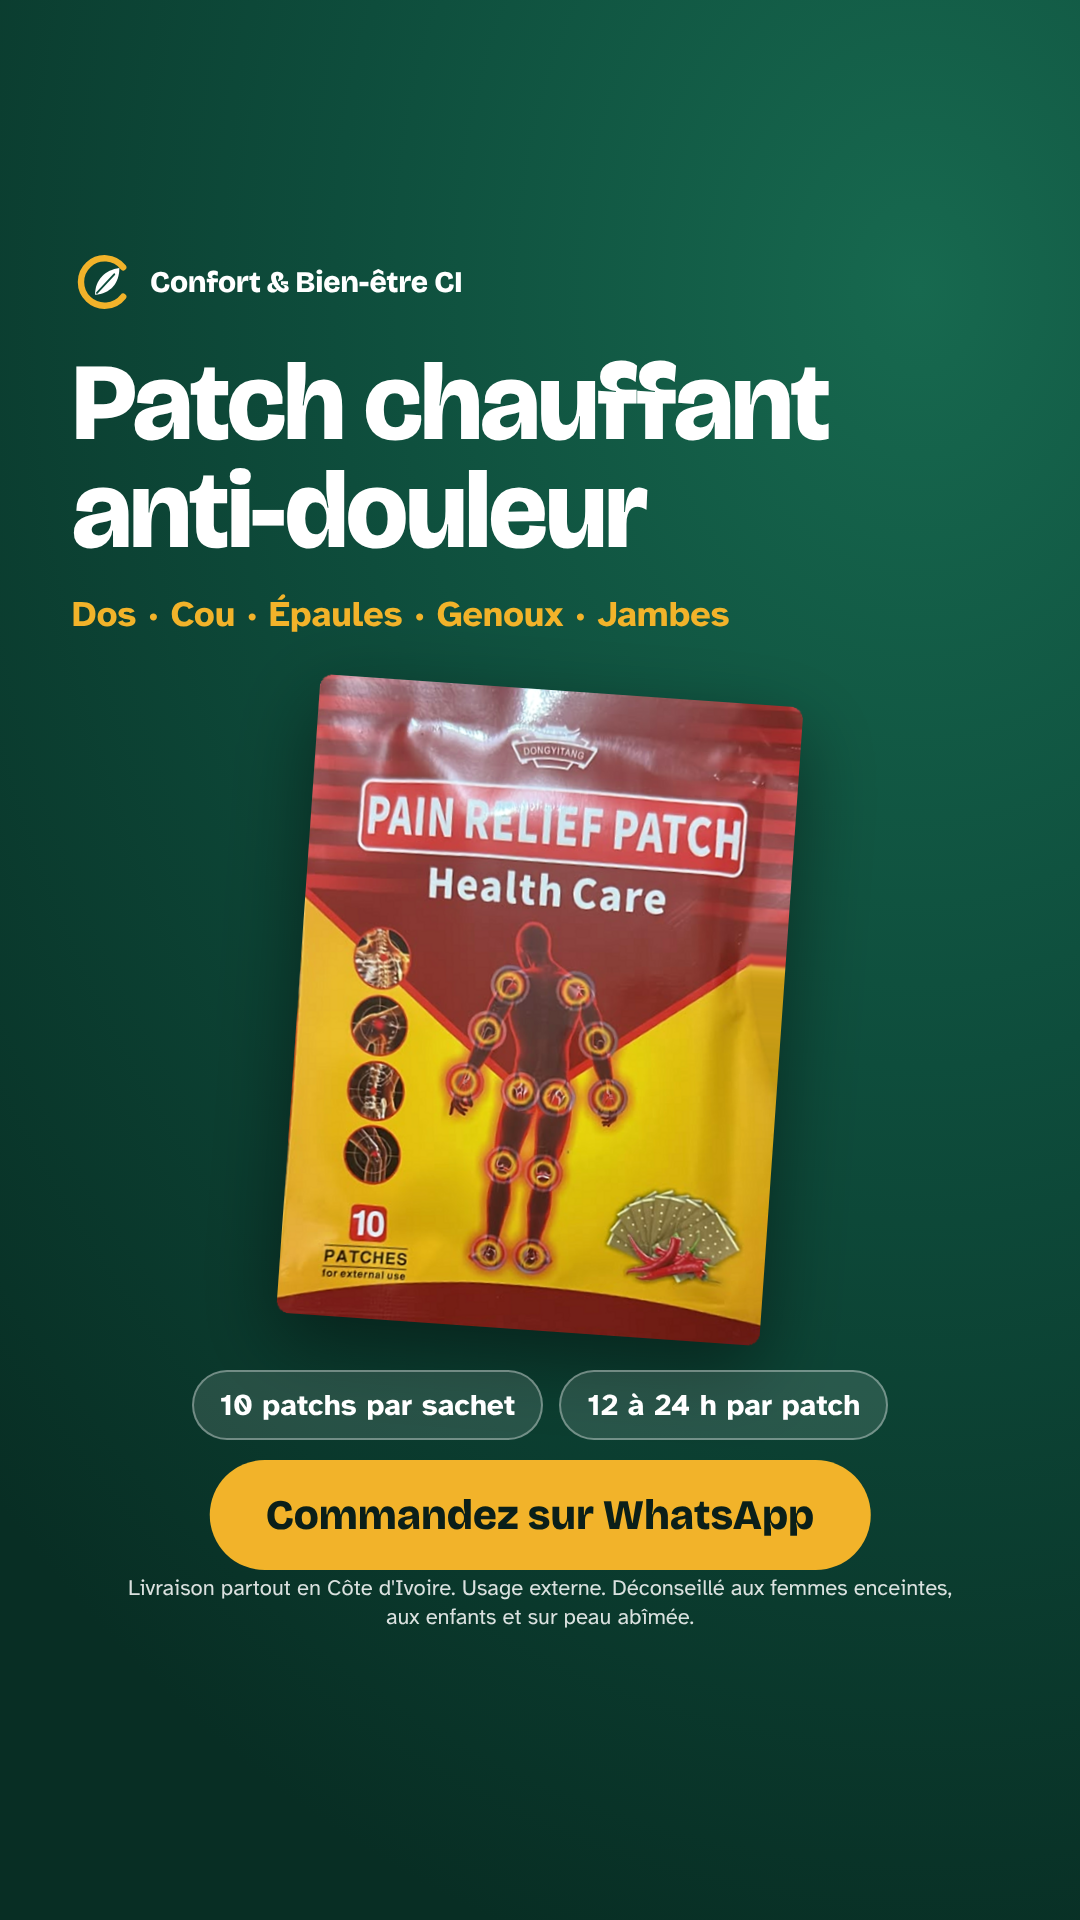 Confort & Bien-être CI
Patch chauffant
anti-douleur
Dos · Cou · Épaules · Genoux · Jambes
DONGYITANG
PAIN RELIEF PATCH
Health Care
10
PATCHES
for external use
10 patchs par sachet
12 à 24 h par patch
Commandez sur WhatsApp
Livraison partout en Côte d'Ivoire. Usage externe. Déconseillé aux femmes enceintes,
aux enfants et sur peau abîmée.